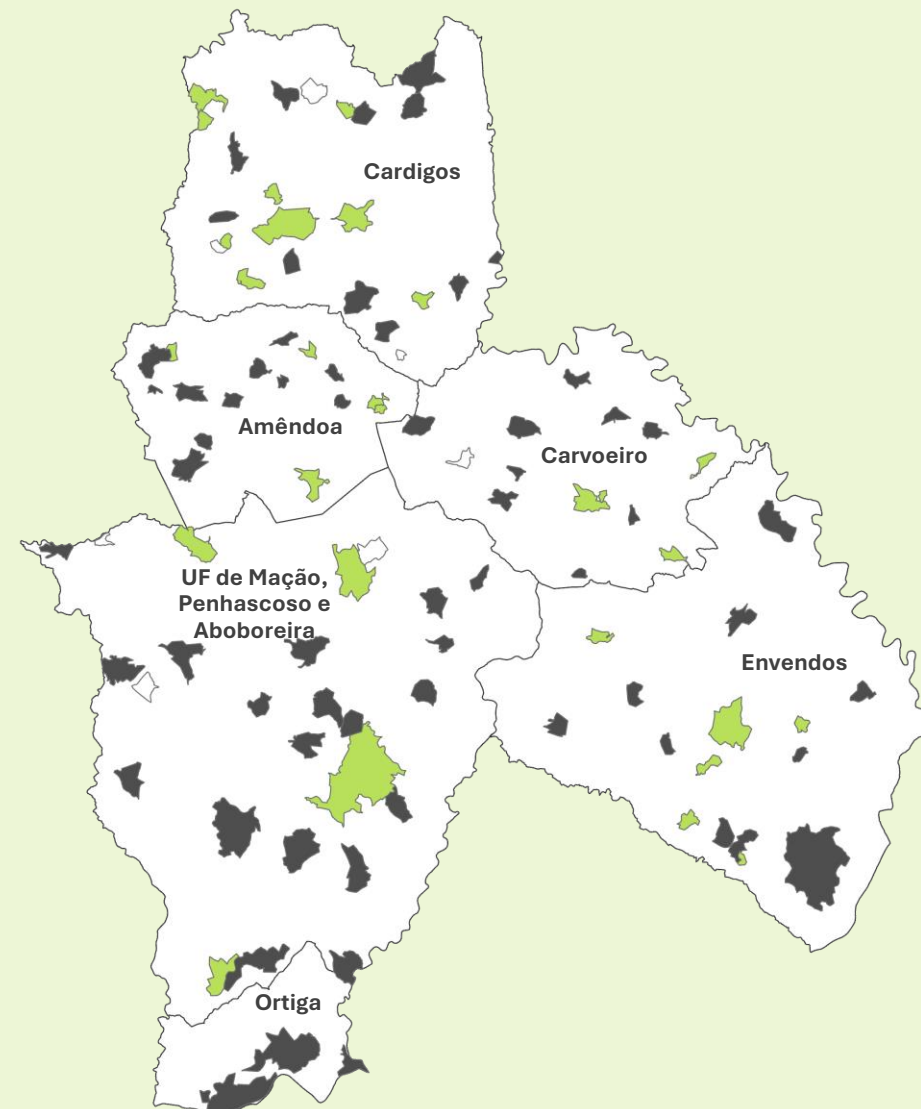 Cardigos
Amêndoa
Carvoeiro
UF de Mação,
Penhascoso e
Aboboreira
Envendos
Ortiga